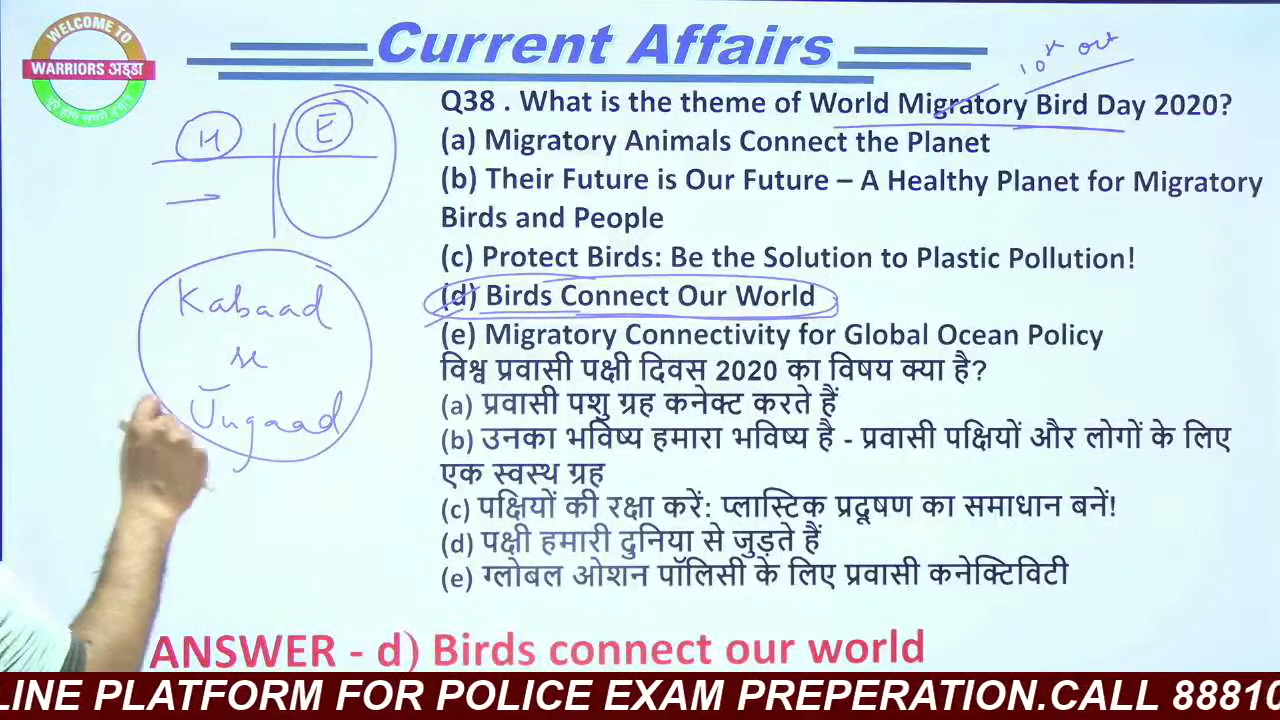 WELCOME TO
WARRIORS अड्डा
Current Affairs
10th oct
Q38 . What is the theme of World Migratory Bird Day 2020?
(a) Migratory Animals Connect the Planet
(b) Their Future is Our Future – A Healthy Planet for Migratory
Birds and People
(c) Protect Birds: Be the Solution to Plastic Pollution!
(d) Birds Connect Our World
(e) Migratory Connectivity for Global Ocean Policy
विश्व प्रवासी पक्षी दिवस 2020 का विषय क्या है?
(a) प्रवासी पशु ग्रह कनेक्ट करते हैं
(b) उनका भविष्य हमारा भविष्य है - प्रवासी पक्षियों और लोगों के लिए
एक स्वस्थ ग्रह
(c) पक्षियों की रक्षा करें: प्लास्टिक प्रदूषण का समाधान बनें!
(d) पक्षी हमारी दुनिया से जुड़ते हैं
(e) ग्लोबल ओशन पॉलिसी के लिए प्रवासी कनेक्टिविटी
H E
Kabaad
se
Jugaad
ANSWER - d) Birds connect our world
LINE PLATFORM FOR POLICE EXAM PREPERATION.CALL 88810